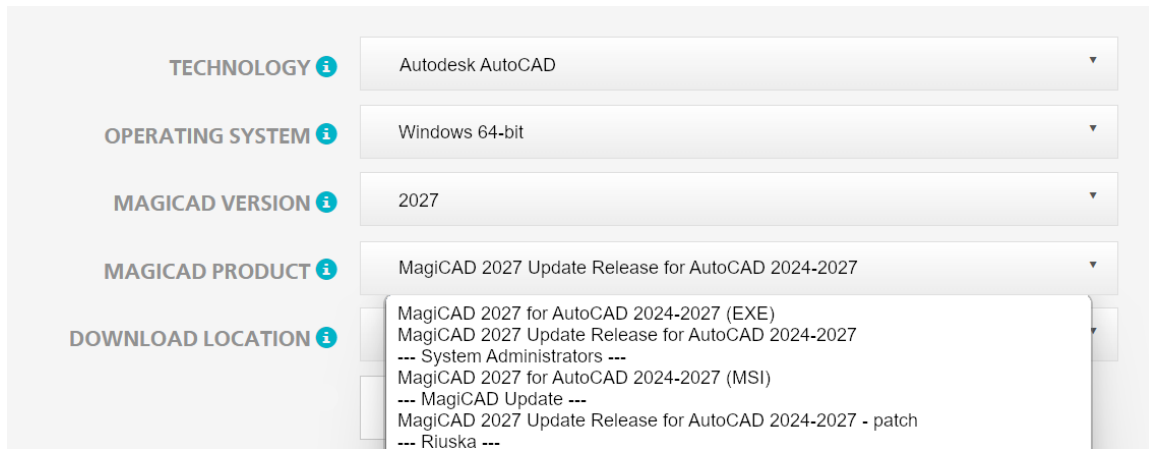 TECHNOLOGY Autodesk AutoCAD
OPERATING SYSTEM Windows 64-bit
MAGICAD VERSION 2027
MAGICAD PRODUCT MagiCAD 2027 Update Release for AutoCAD 2024-2027
MagiCAD 2027 for AutoCAD 2024-2027 (EXE)
DOWNLOAD LOCATION MagiCAD 2027 Update Release for AutoCAD 2024-2027
--- System Administrators ---
MagiCAD 2027 for AutoCAD 2024-2027 (MSI)
--- MagiCAD Update ---
MagiCAD 2027 Update Release for AutoCAD 2024-2027 - patch
--- Riuska ---